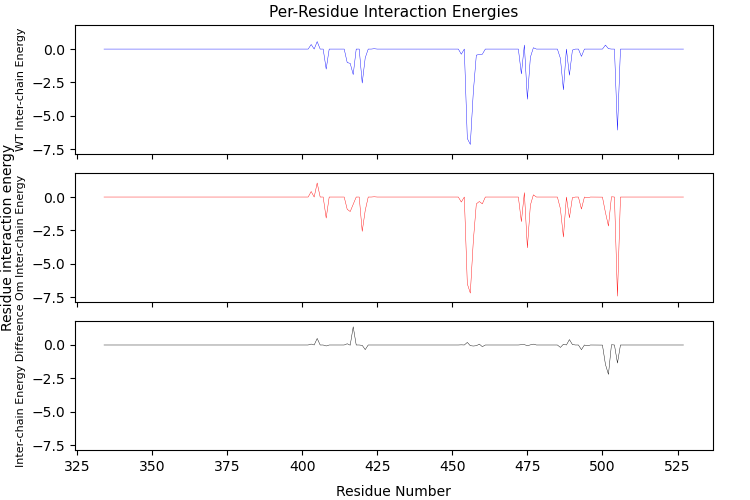 Per-Residue Interaction Energies
WT Inter-chain Energy
0.0
−2.5
−5.0
−7.5
Residue interaction energy
Om Inter-chain Energy
0.0
−2.5
−5.0
−7.5
Inter-chain Energy Difference
0.0
−2.5
−5.0
−7.5
325 350 375 400 425 450 475 500 525
Residue Number